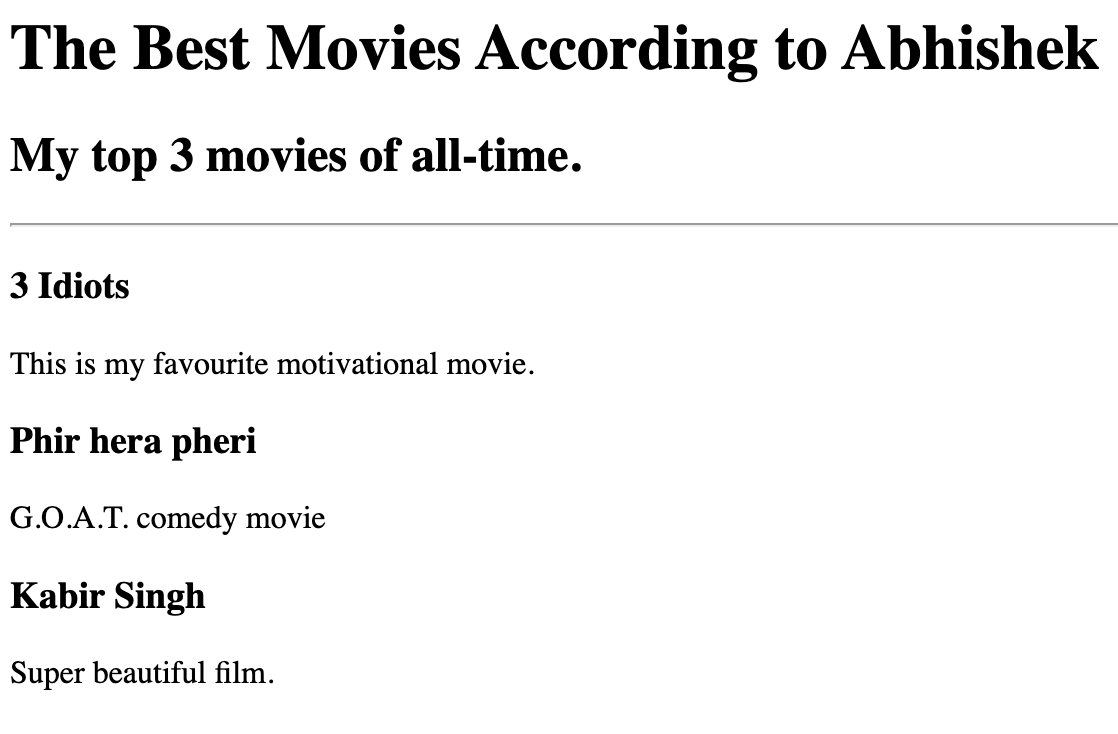 The Best Movies According to Abhishek
My top 3 movies of all-time.
3 Idiots
This is my favourite motivational movie.
Phir hera pheri
G.O.A.T. comedy movie
Kabir Singh
Super beautiful film.